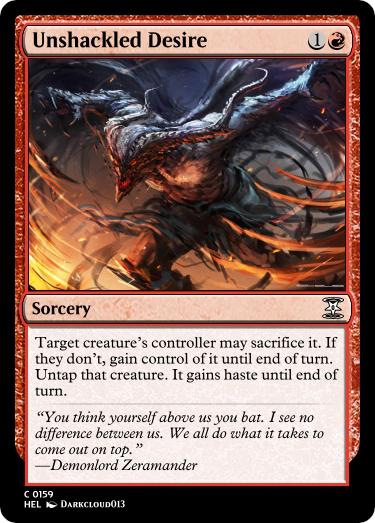 Unshackled Desire 1
Sorcery
Target creature's controller may sacrifice it. If
they don't, gain control of it until end of turn.
Untap that creature. It gains haste until end of
turn.
“You think yourself above us you bat. I see no
difference between us. We all do what it takes to
come out on top.”
—Demonlord Zeramander
C 0159
HEL Darkcloud013